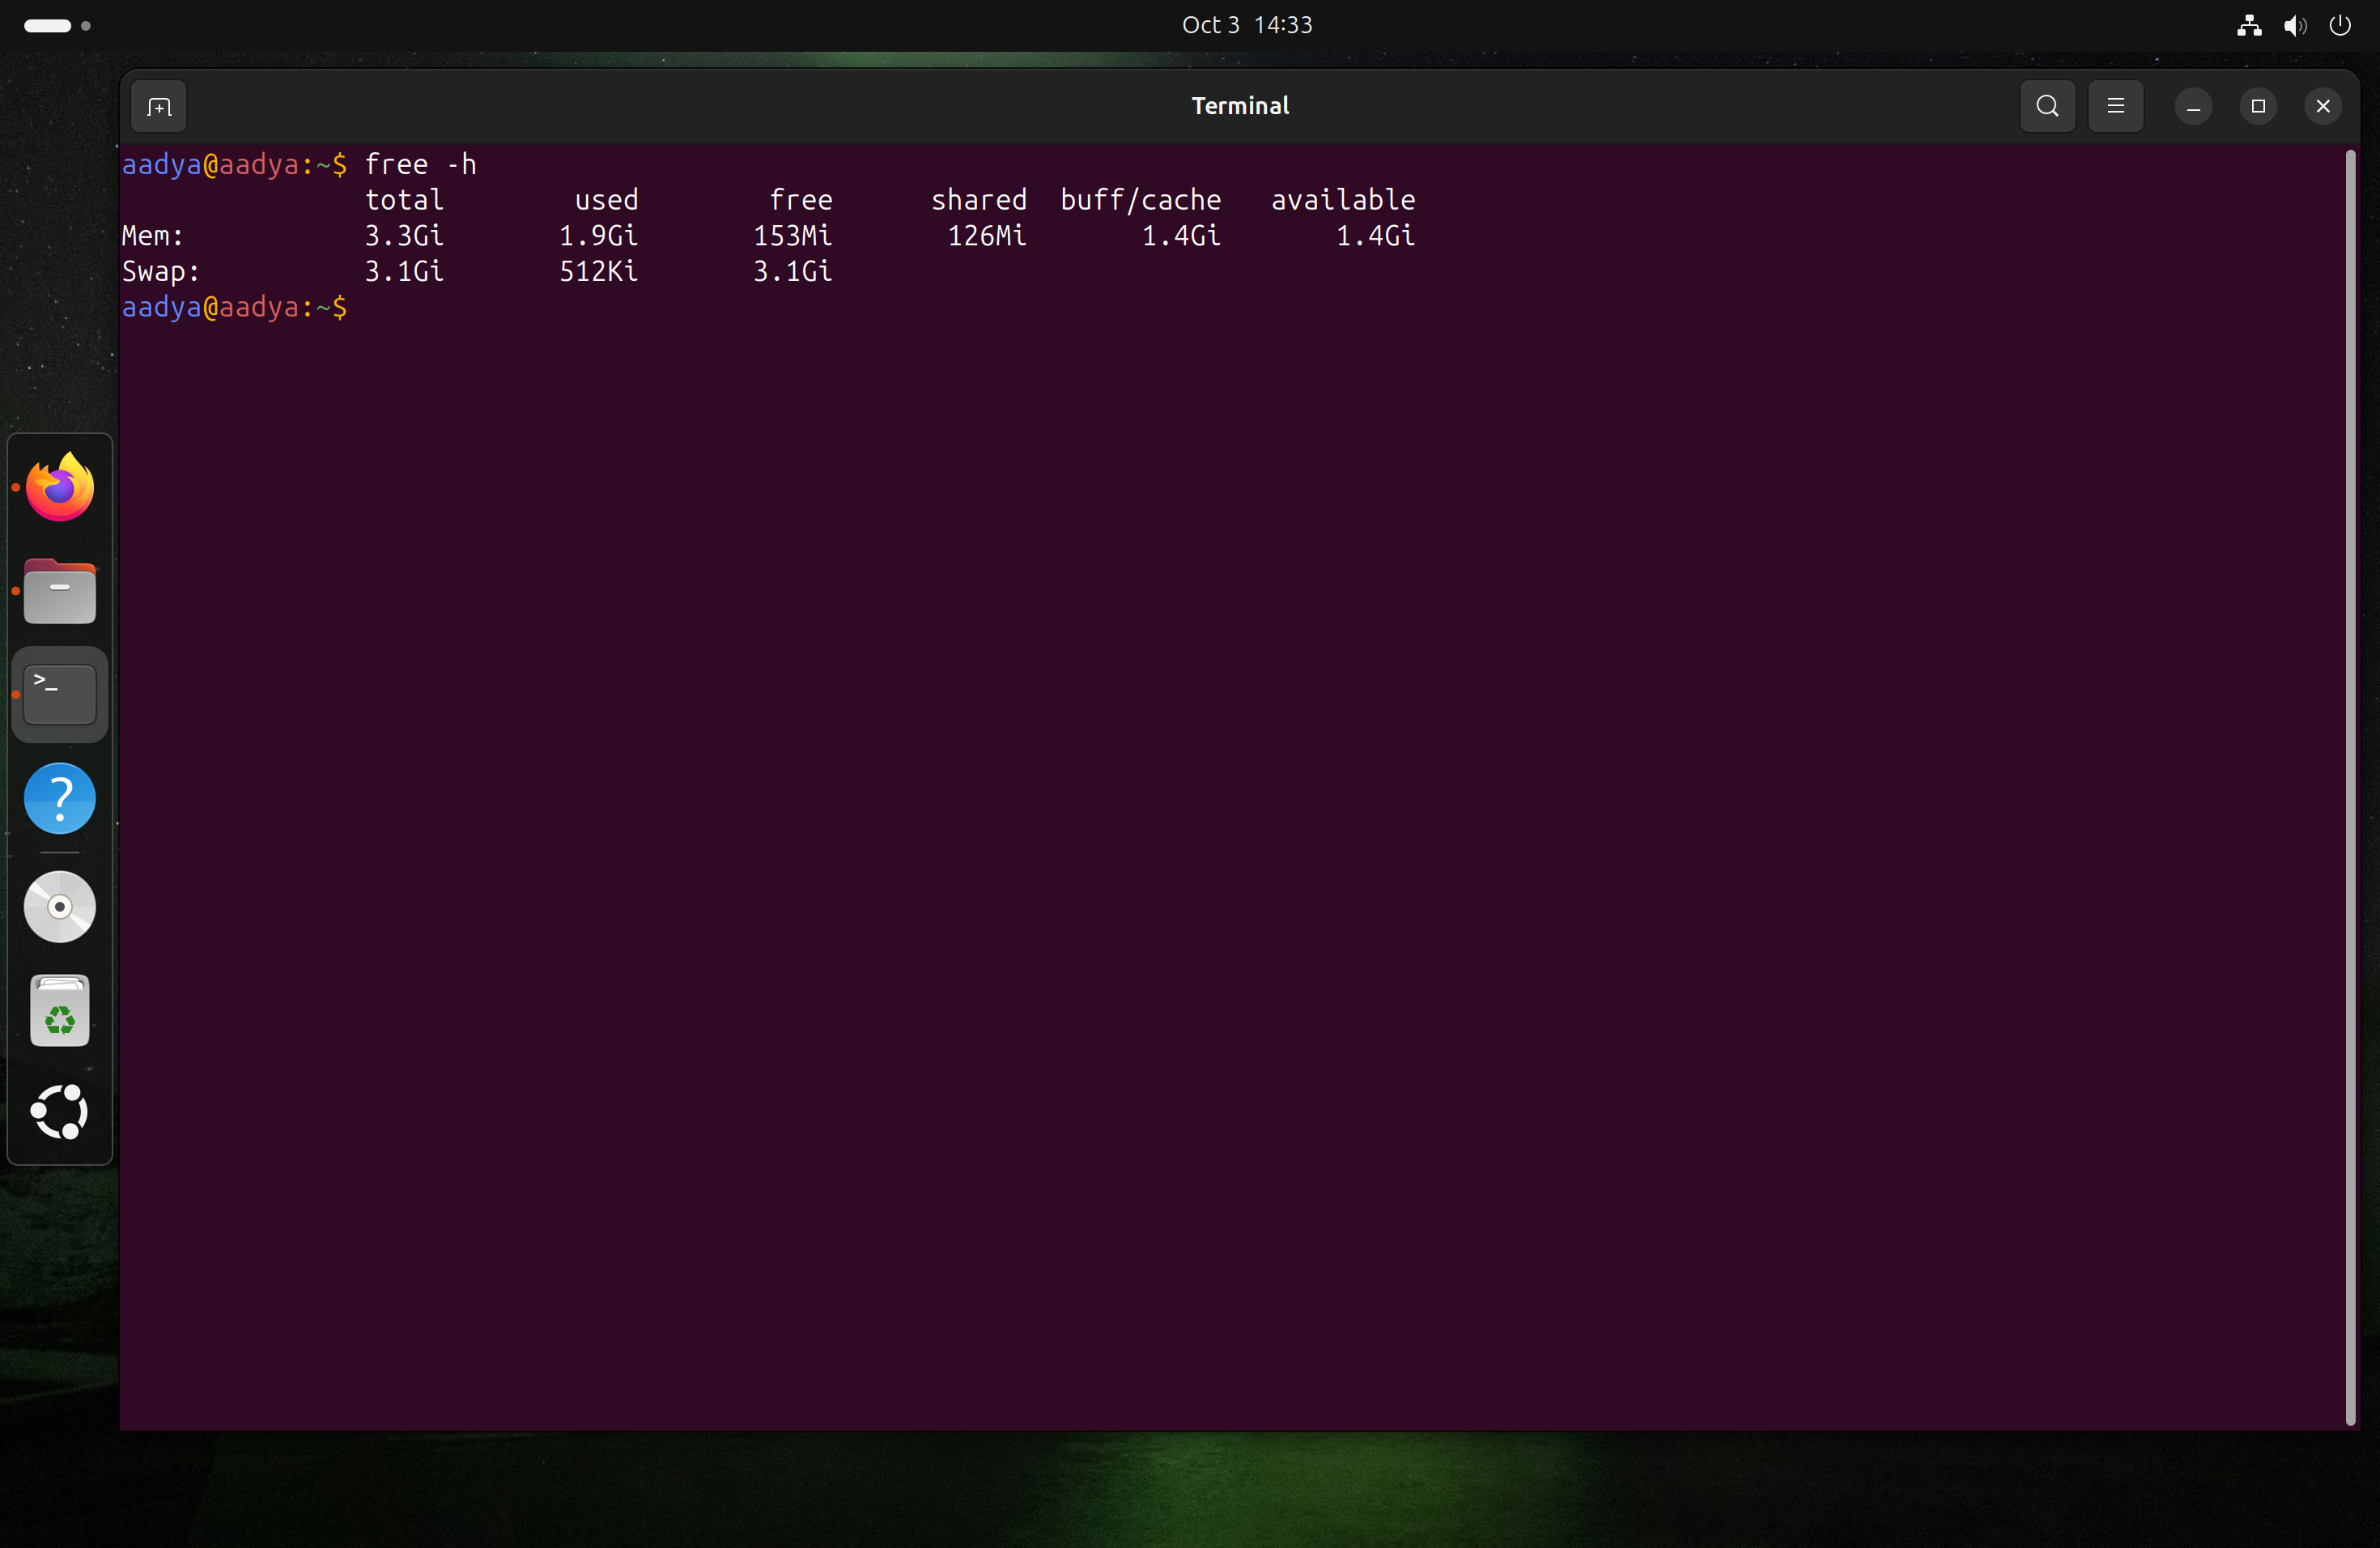 Oct 3 14:33
Terminal
aadya@aadya:~$ free -h
total used free shared buff/cache available
Mem: 3.3Gi 1.9Gi 153Mi 126Mi 1.4Gi 1.4Gi
Swap: 3.1Gi 512Ki 3.1Gi
aadya@aadya:~$
>_
?